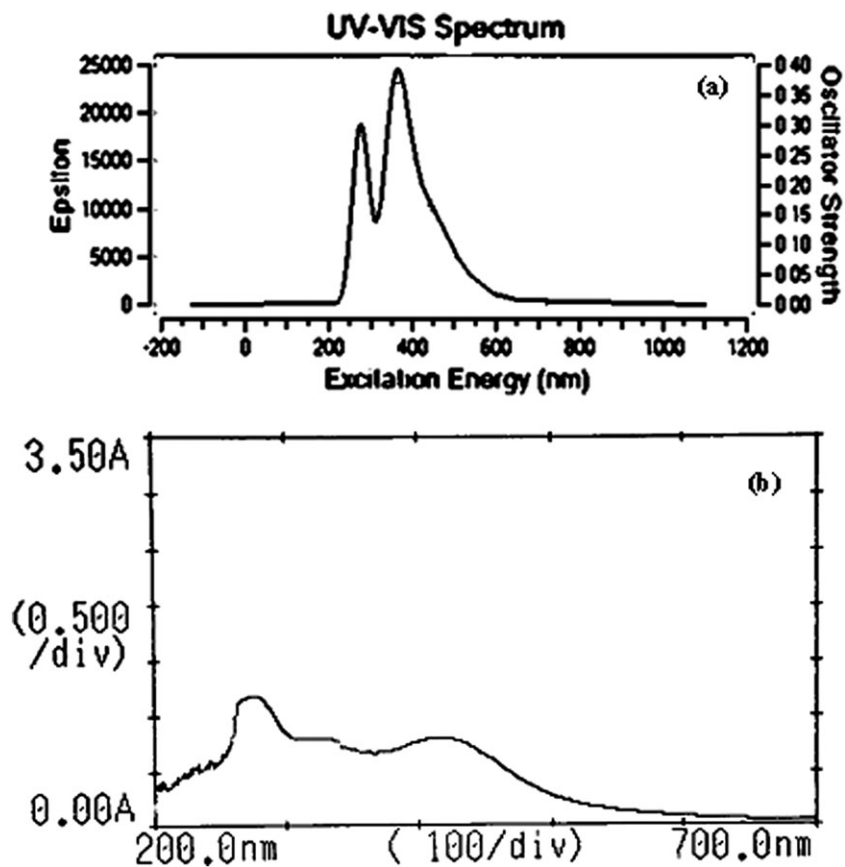 UV-VIS Spectrum
(a)
25000
20000
15000
10000
5000
0
Epsilon
0.40
0.35
0.30
0.25
0.20
0.15
0.10
0.05
0.00
Oscillator Strength
-200 0 200 400 600 800 1000 1200
Excitation Energy (nm)
3.50A
(b)
(0.500
/div)
0.00A
200.0nm ( 100/div) 700.0nm